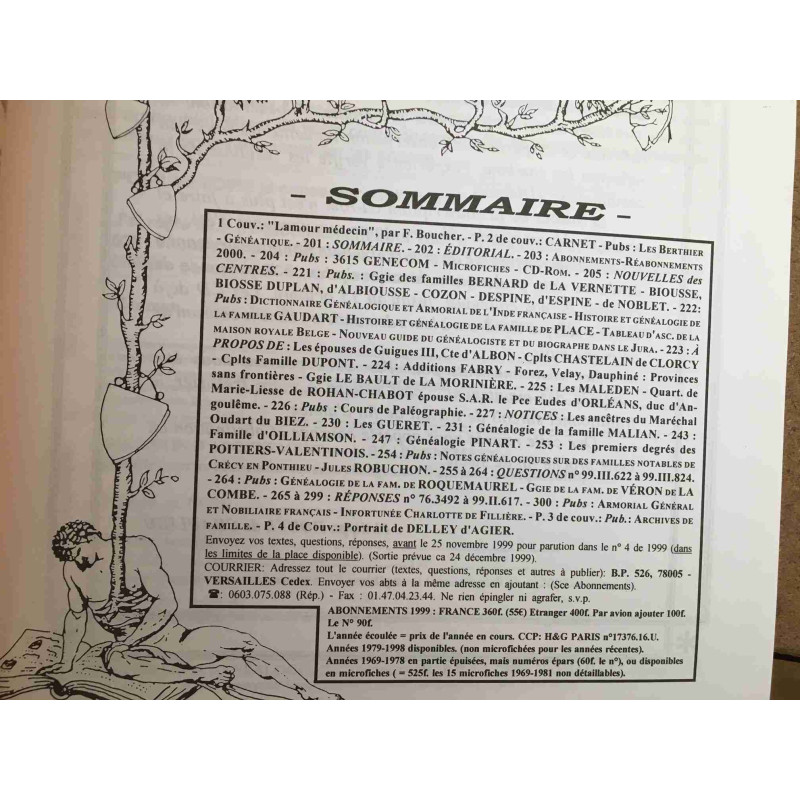 - SOMMAIRE -
1 Couv.: "Lamour médecin", par F. Boucher. - P. 2 de couv.: CARNET - Pubs : LES BERTHIER
- GÉNÉATIQUE. - 201 : SOMMAIRE. - 202 : ÉDITORIAL. - 203 : ABONNEMENTS-RÉABONNEMENTS
2000. - 204 : Pubs : 3615 GENECOM - MICROFICHES - CD-ROM. - 205 : NOUVELLES des
CENTRES. - 221 : Pubs. : Ggie des familles BERNARD de LA VERNETTE - BIOUSSE,
BIOSSE DUPLAN, d'ALBIOUSSE - COZON - DESPINE, d'ESPINE - de NOBLET. - 222:
Pubs : DICTIONNAIRE GÉNÉALOGIQUE ET ARMORIAL DE L'INDE FRANÇAISE - HISTOIRE ET GÉNÉALOGIE DE
LA FAMILLE GAUDART - HISTOIRE ET GÉNÉALOGIE DE LA FAMILLE DE PLACE - TABLEAU D'ASC. DE LA
MAISON ROYALE BELGE - NOUVEAU GUIDE DU GÉNÉALOGISTE ET DU BIOGRAPHE DANS LE JURA. - 223 : À
PROPOS DE : Les épouses de Guigues III, Cte d'ALBON - Cplts CHASTELAIN de CLORCY
- Cplts Famille DUPONT. - 224 : Additions FABRY - Forez, Velay, Dauphiné : Provinces
sans frontières - Ggie LE BAULT de LA MORINIÈRE. - 225 : Les MALEDEN - Quart. de
Marie-Liesse de ROHAN-CHABOT épouse S.A.R. le Pce Eudes d'ORLÉANS, duc d'An-
goulême. - 226 : Pubs : Cours de Paléographie. - 227 : NOTICES : Les ancêtres du Maréchal
Oudart du BIEZ. - 230 : Les GUERET. - 231 : Généalogie de la famille MALIAN. - 243 :
Famille d'OILLIAMSON. - 247 : Généalogie PINART. - 253 : Les premiers degrés des
POITIERS-VALENTINOIS. - 254 : Pubs : NOTES GÉNÉALOGIQUES SUR DES FAMILLES NOTABLES DE
CRÉCY EN PONTHIEU - JULES ROBUCHON. - 255 à 264 : QUESTIONS n° 99.III.622 à 99.III.824.
- 264 : Pubs : GÉNÉALOGIE DE LA FAM. DE ROQUEMAUREL - GGIE DE LA FAM. DE VÉRON DE LA
COMBE. - 265 à 299 : RÉPONSES n° 76.3492 à 99.II.617. - 300 : Pubs : ARMORIAL GÉNÉRAL
ET NOBILIAIRE FRANÇAIS - INFORTUNÉE CHARLOTTE DE FILLIÈRE. - P. 3 de couv.: Pub.: ARCHIVES DE
FAMILLE. - P. 4 de Couv.: Portrait de DELLEY d'AGIER.
Envoyez vos textes, questions, réponses, avant le 25 novembre 1999 pour parution dans le n° 4 de 1999 (dans
les limites de la place disponible). (Sortie prévue ca 24 décembre 1999).
COURRIER: Adressez tout le courrier (textes, questions, réponses et autres à publier): B.P. 526, 78005 -
VERSAILLES Cedex. Envoyer vos abts à la même adresse en ajoutant : (Sce Abonnements).
☎: 0603.075.088 (Rép.) - Fax : 01.47.04.23.44. Ne rien épingler ni agrafer, s.v.p.
ABONNEMENTS 1999 : FRANCE 360f. (55€) Etranger 400f. Par avion ajouter 100f.
Le N° 90f.
L'année écoulée = prix de l'année en cours. CCP: H&G PARIS n°17376.16.U.
Années 1979-1998 disponibles. (non microfichées pour les années récentes).
Années 1969-1978 en partie épuisées, mais numéros épars (60f. le n°), ou disponibles
en microfiches ( = 525f. les 15 microfiches 1969-1981 non détaillables).